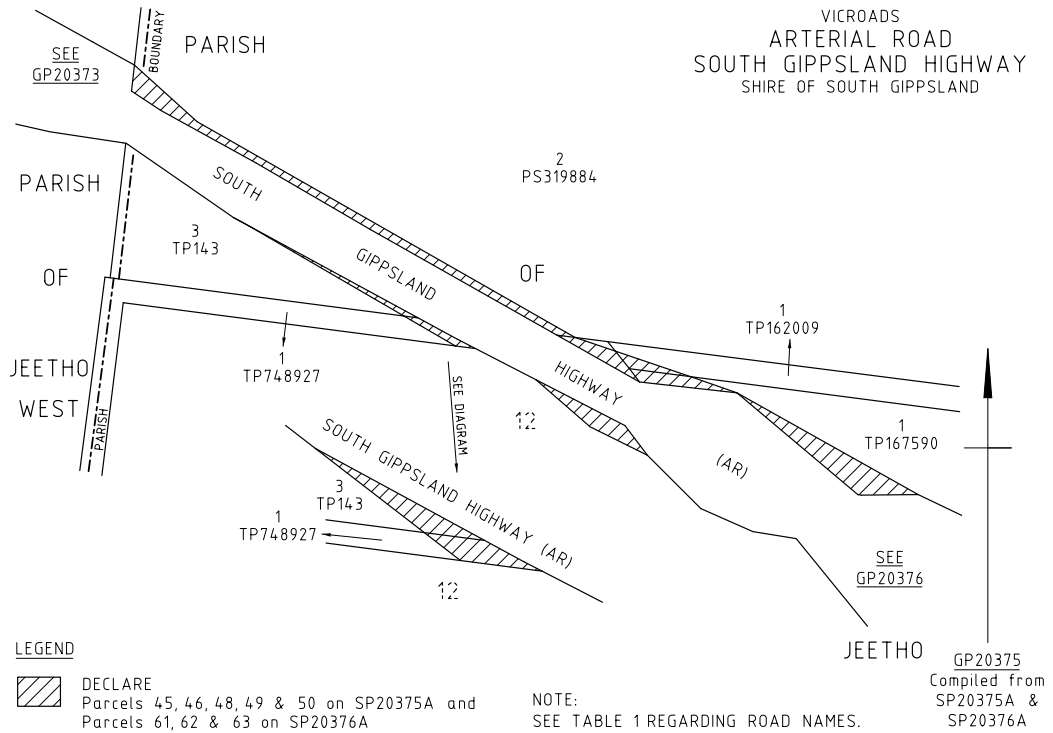 VICROADS
ARTERIAL ROAD
SOUTH GIPPSLAND HIGHWAY
SHIRE OF SOUTH GIPPSLAND
SEE
GP20373
BOUNDARY
PARISH
PARISH
OF
JEETHO
WEST
PARISH
3
TP143
SOUTH
GIPPSLAND
HIGHWAY
(AR)
2
PS319884
OF
1
TP162009
1
TP748927
SEE DIAGRAM
12
1
TP167590
SOUTH GIPPSLAND HIGHWAY (AR)
3
TP143
1
TP748927
12
SEE
GP20376
JEETHO
LEGEND
DECLARE
Parcels 45, 46, 48, 49 & 50 on SP20375A and
Parcels 61, 62 & 63 on SP20376A
NOTE:
SEE TABLE 1 REGARDING ROAD NAMES.
GP20375
Compiled from
SP20375A &
SP20376A